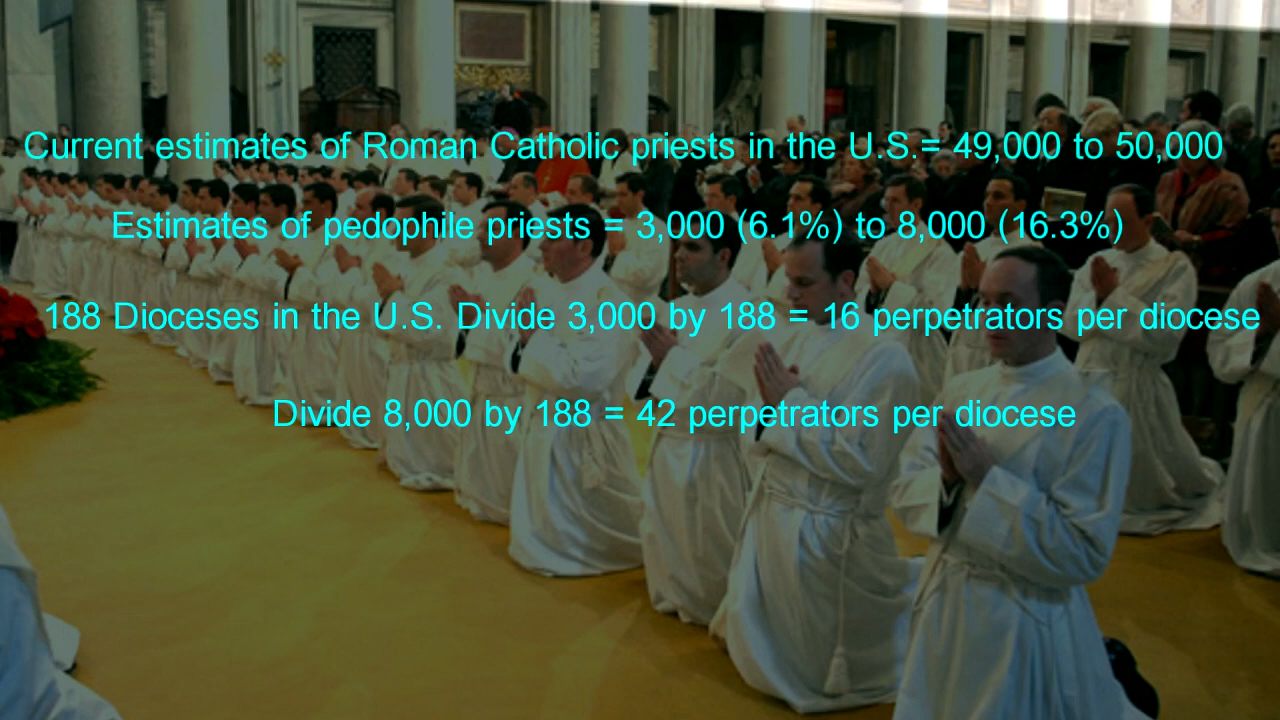 Current estimates of Roman Catholic priests in the U.S.= 49,000 to 50,000
Estimates of pedophile priests = 3,000 (6.1%) to 8,000 (16.3%)
188 Dioceses in the U.S. Divide 3,000 by 188 = 16 perpetrators per diocese
Divide 8,000 by 188 = 42 perpetrators per diocese